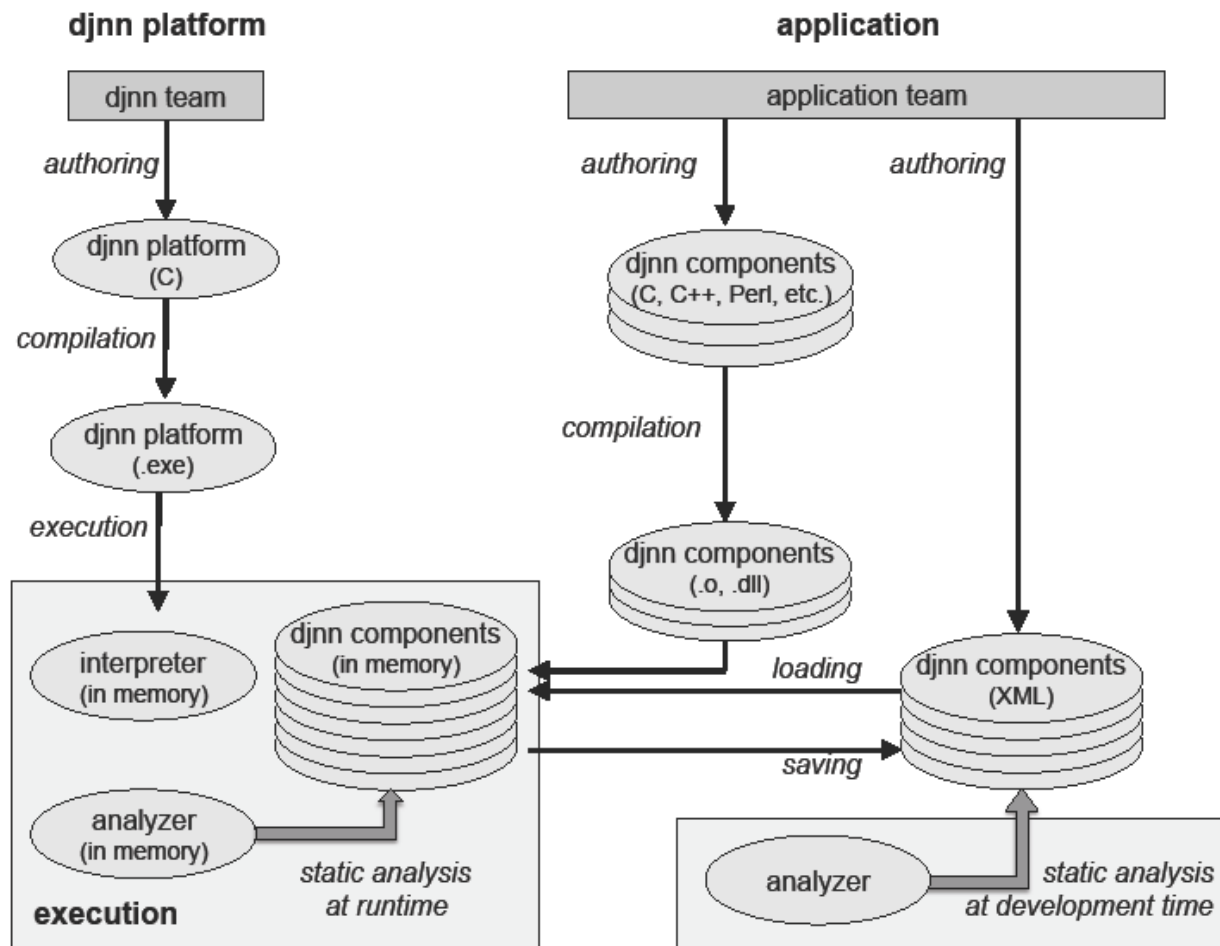 djnn platform
application
djnn team
application team
authoring
authoring
authoring
djnn platform
(C)
djnn components
(C, C++, Perl, etc.)
compilation
compilation
djnn platform
(.exe)
execution
djnn components
(.o, .dll)
djnn components
(in memory)
interpreter
(in memory)
loading
djnn components
(XML)
saving
analyzer
(in memory)
static analysis
at runtime
execution
analyzer
static analysis
at development time